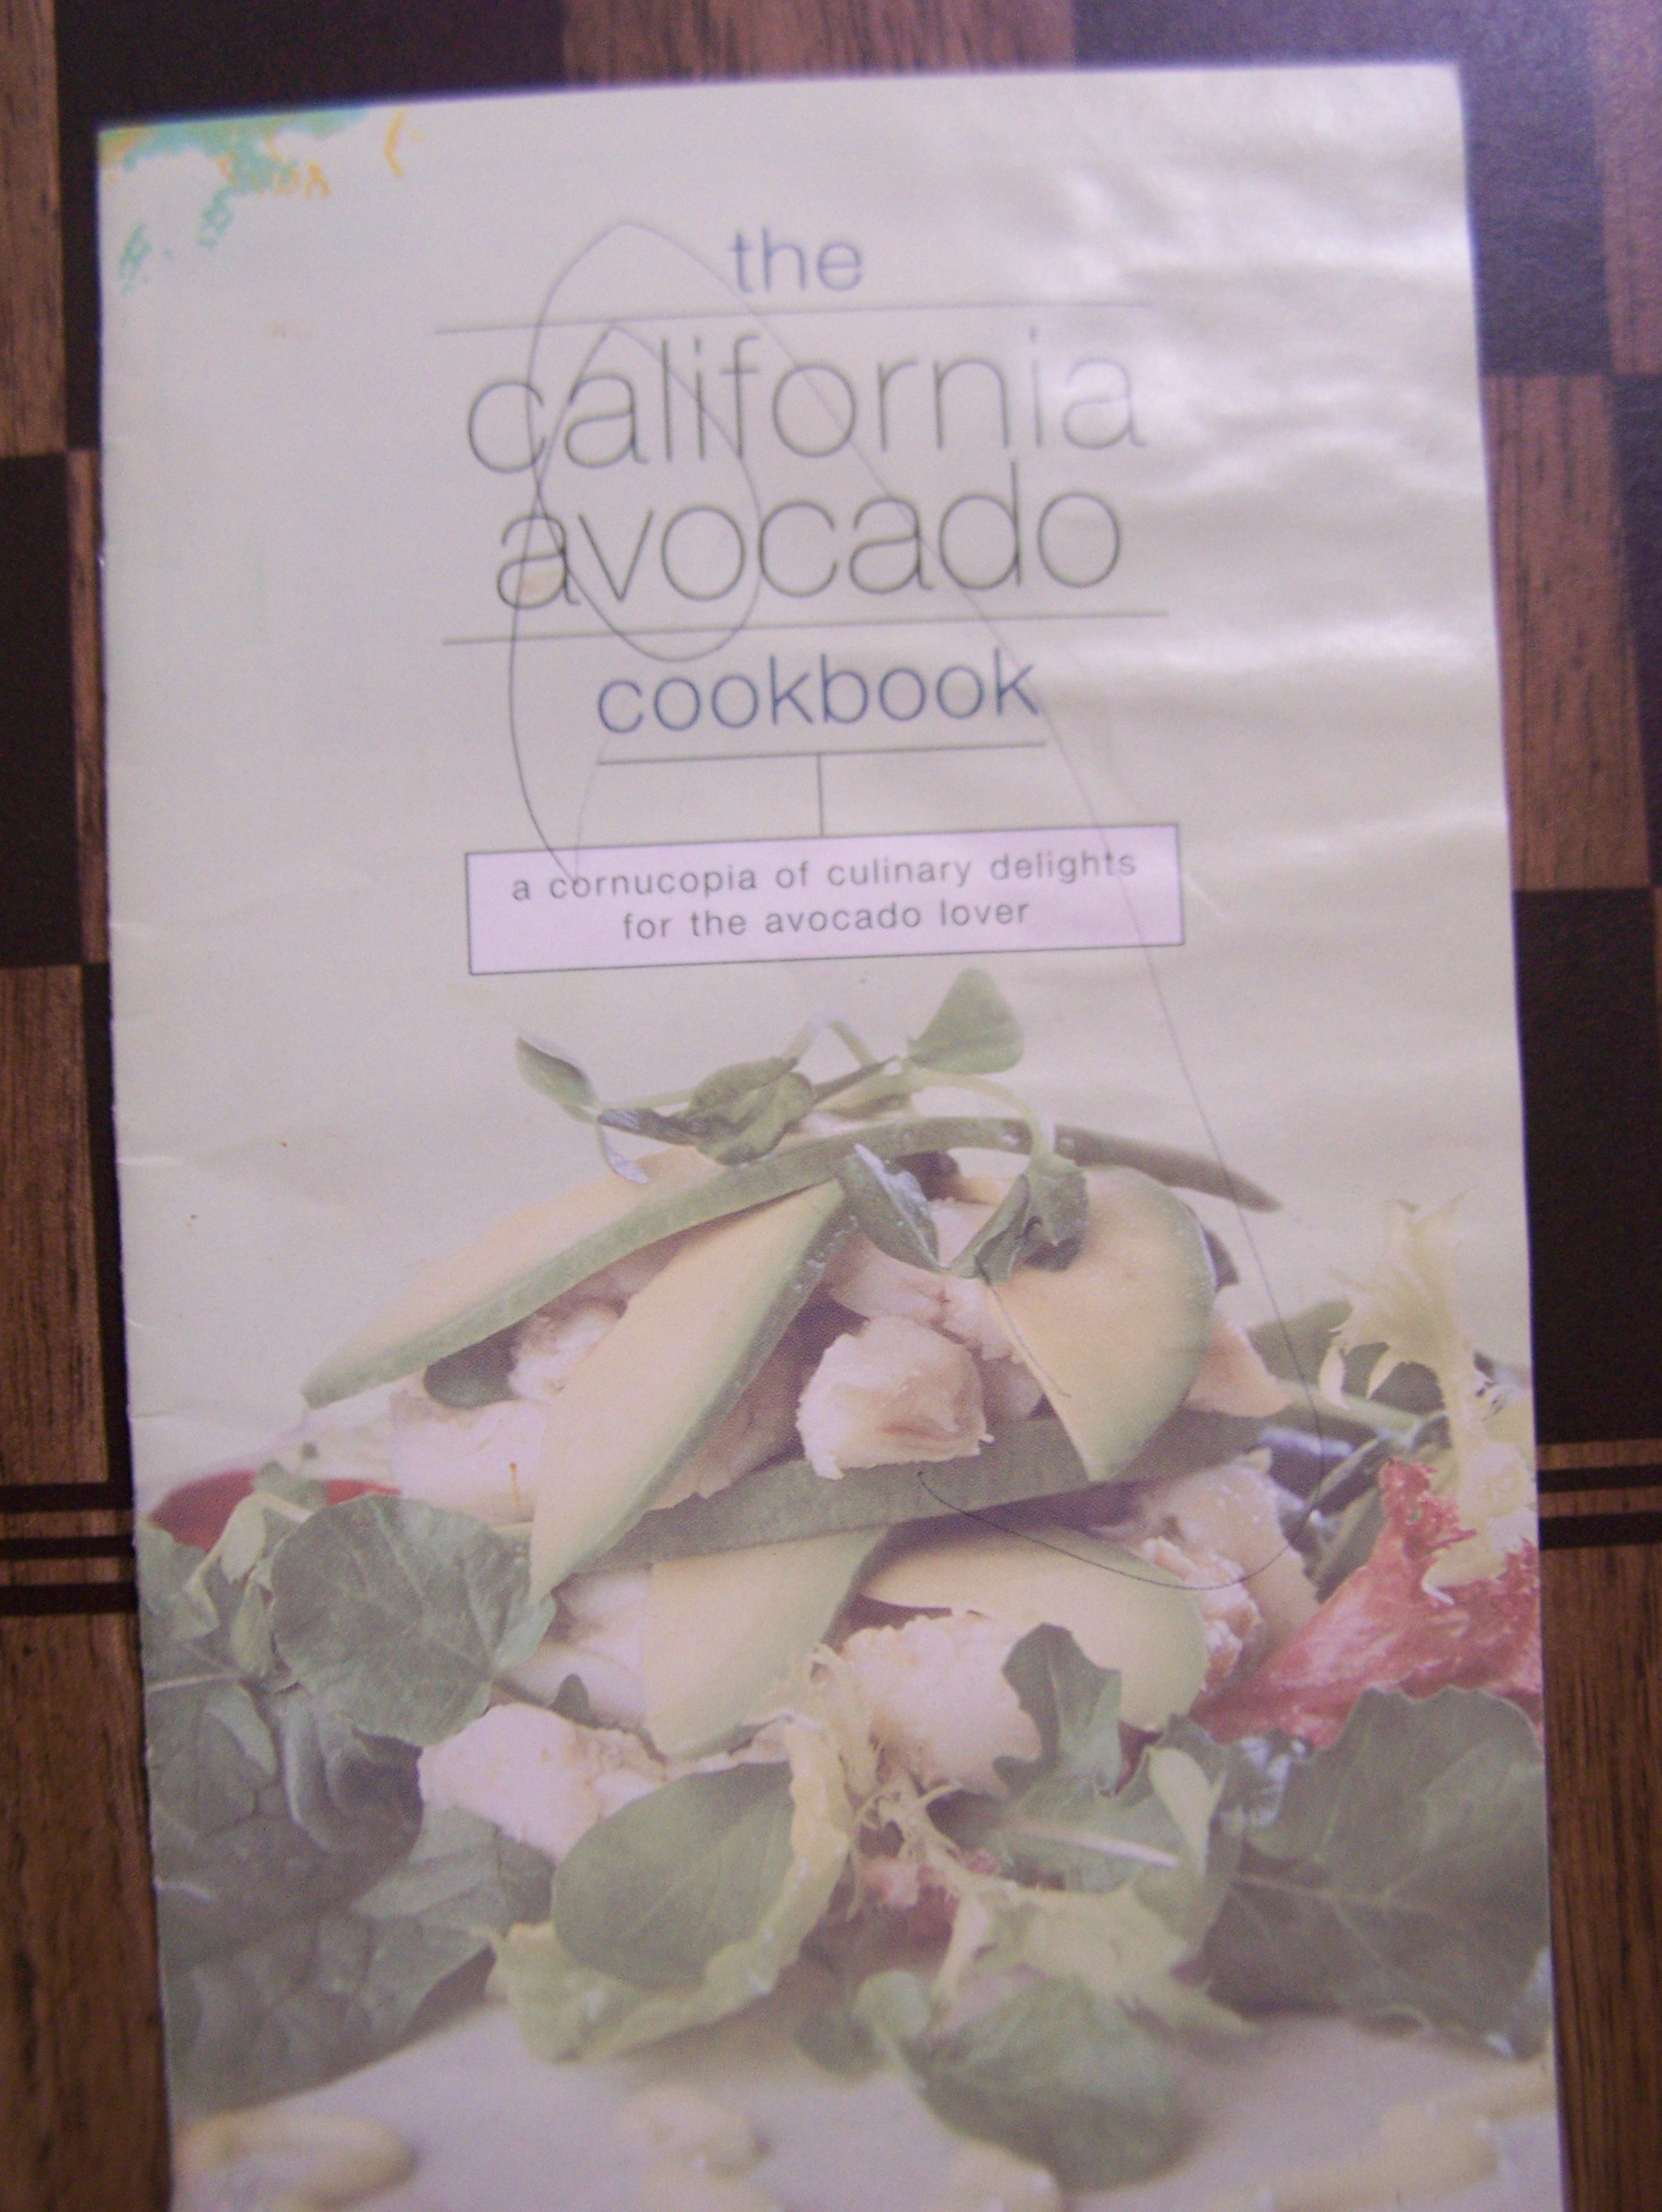 the
california
avocado
cookbook
a cornucopia of culinary delights
for the avocado lover